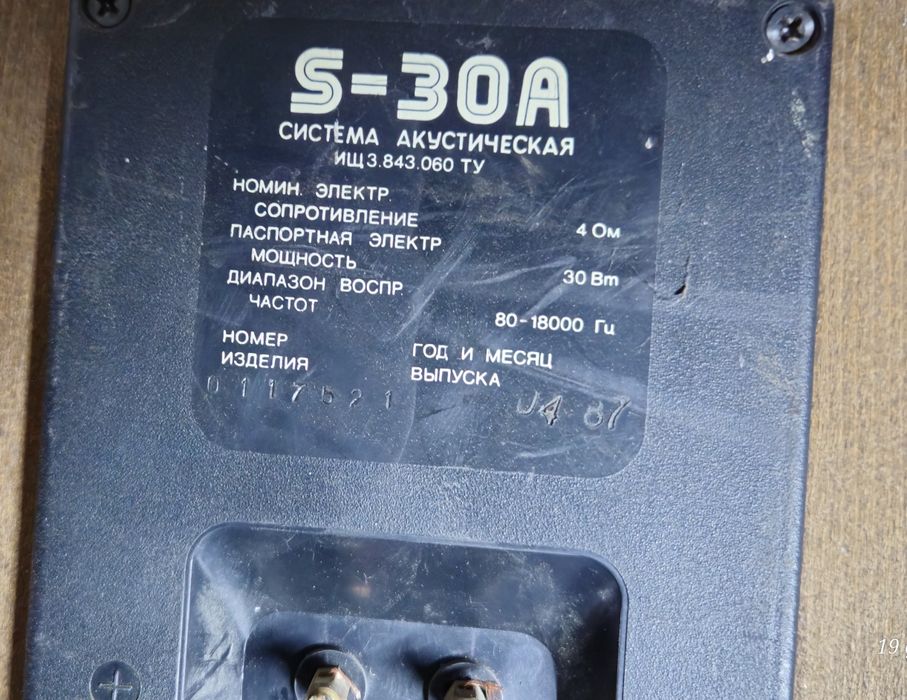 S-30A
СИСТЕМА АКУСТИЧЕСКАЯ
ИЩ3.843.060 ТУ
НОМИН. ЭЛЕКТР.
СОПРОТИВЛЕНИЕ 4 Ом
ПАСПОРТНАЯ ЭЛЕКТР
МОЩНОСТЬ 30 Вт
ДИАПАЗОН ВОСПР.
ЧАСТОТ 80-18000 Гц
НОМЕР
ИЗДЕЛИЯ
ГОД И МЕСЯЦ
ВЫПУСКА
0117521 04 87
+
19